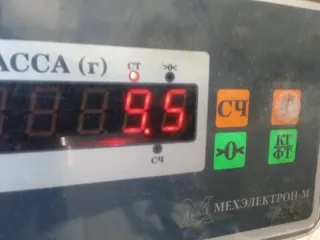 АССА (г)
СТ >0<
9.5
СЧ
СЧ Т
>0< КГ
ФТ
МЕХЭЛЕКТРОН-М